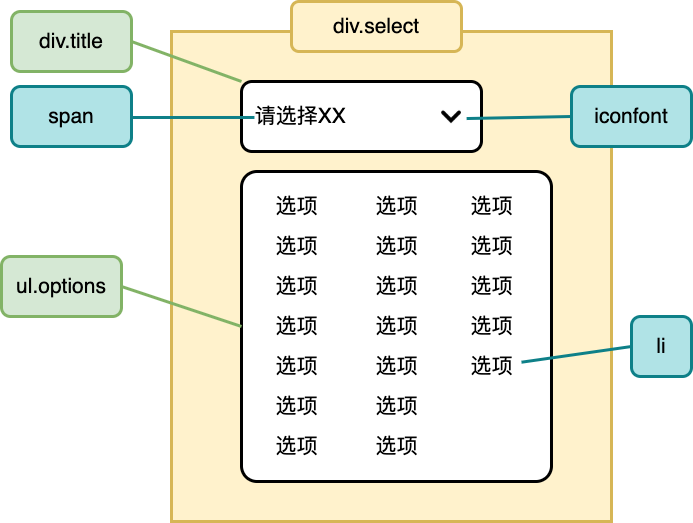 div.select
div.title
span
请选择XX
iconfont
选项 选项 选项
选项 选项 选项
选项 选项 选项
ul.options
选项 选项 选项
选项 选项 选项
li
选项 选项
选项 选项